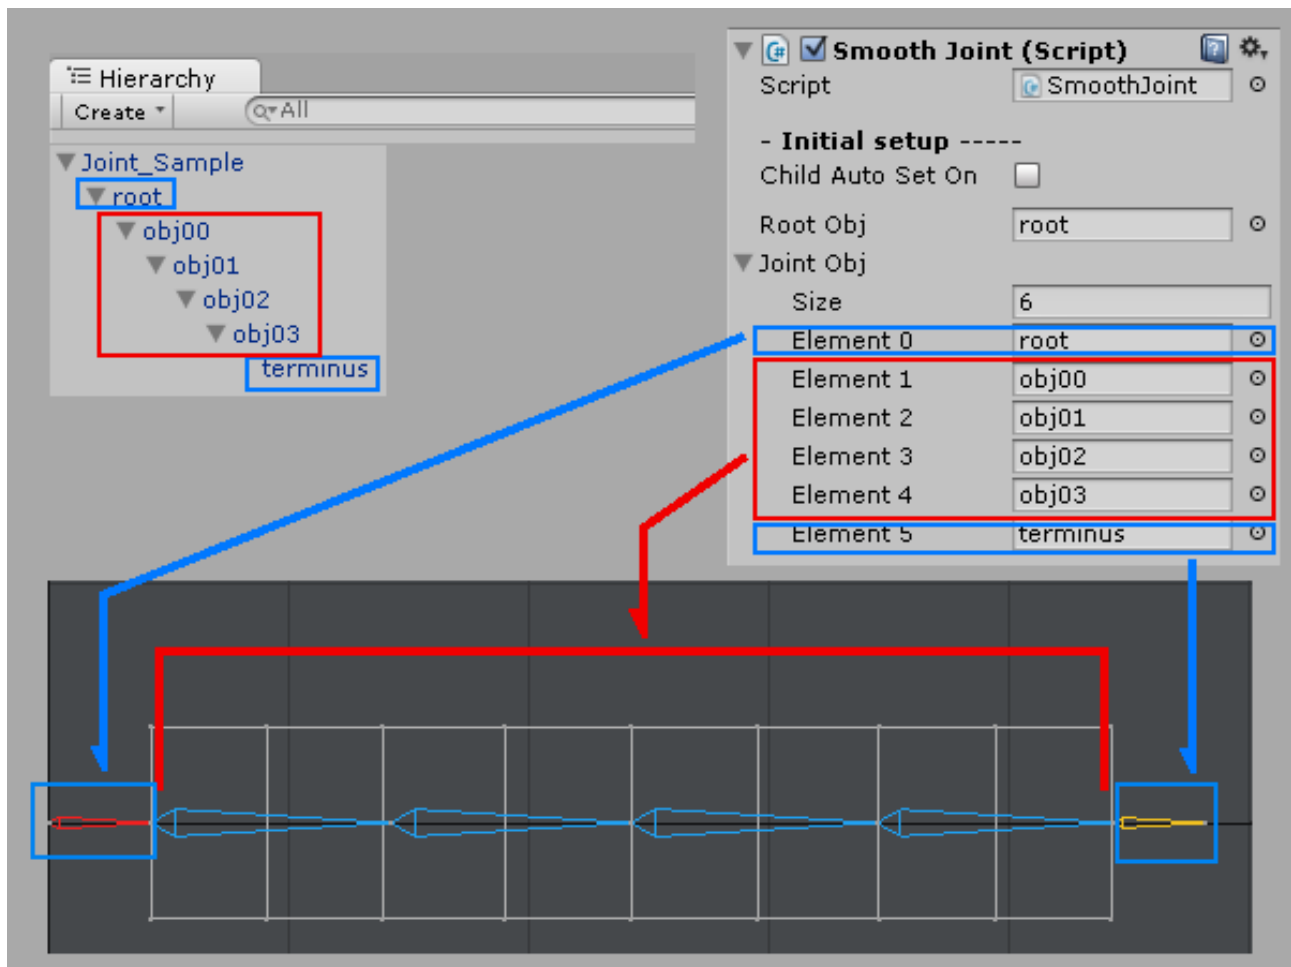 Hierarchy
Create
All
Joint_Sample
root
obj00
obj01
obj02
obj03
terminus
Smooth Joint (Script)
Script SmoothJoint
- Initial setup -----
Child Auto Set On
Root Obj root
Joint Obj
Size 6
Element 0 root
Element 1 obj00
Element 2 obj01
Element 3 obj02
Element 4 obj03
Element 5 terminus